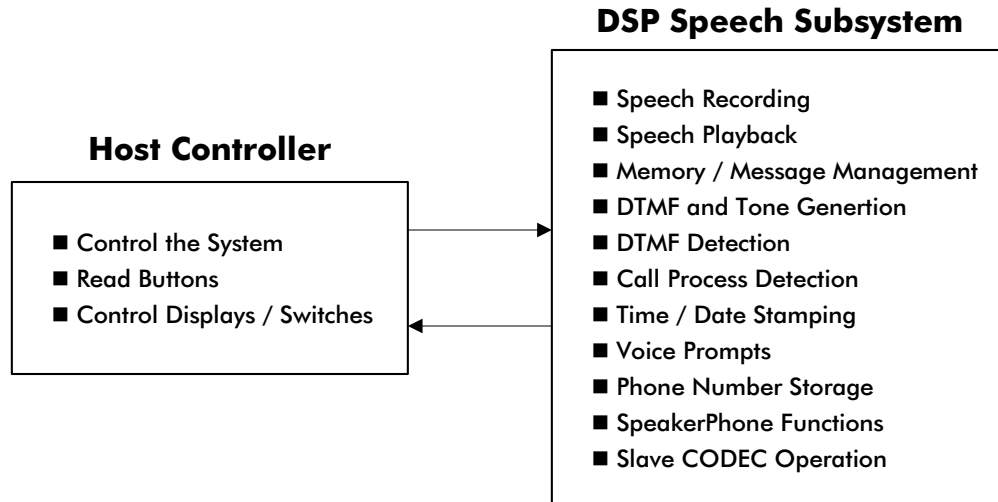 Host Controller
■ Control the System
■ Read Buttons
■ Control Displays / Switches
DSP Speech Subsystem
■ Speech Recording
■ Speech Playback
■ Memory / Message Management
■ DTMF and Tone Genertion
■ DTMF Detection
■ Call Process Detection
■ Time / Date Stamping
■ Voice Prompts
■ Phone Number Storage
■ SpeakerPhone Functions
■ Slave CODEC Operation